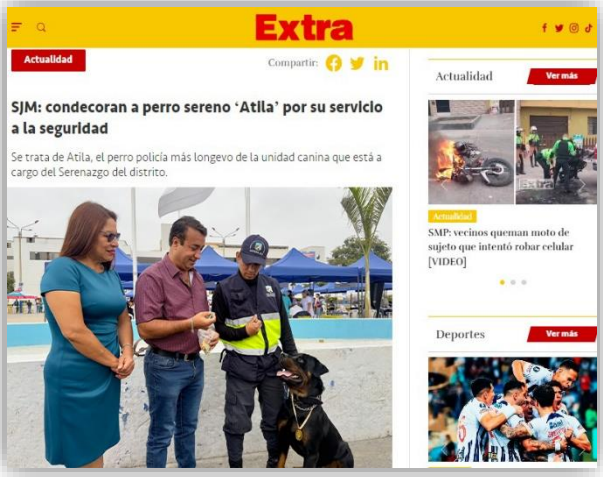 Extra
Actualidad
Compartir:
SJM: condecoran a perro sereno ‘Atila’ por su servicio
a la seguridad
Se trata de Atila, el perro policía más longevo de la unidad canina que está a
cargo del Serenazgo del distrito.
Actualidad
Ver más
Extra
Actualidad
SMP: vecinos queman moto de
sujeto que intentó robar celular
[VIDEO]
Deportes
Ver más